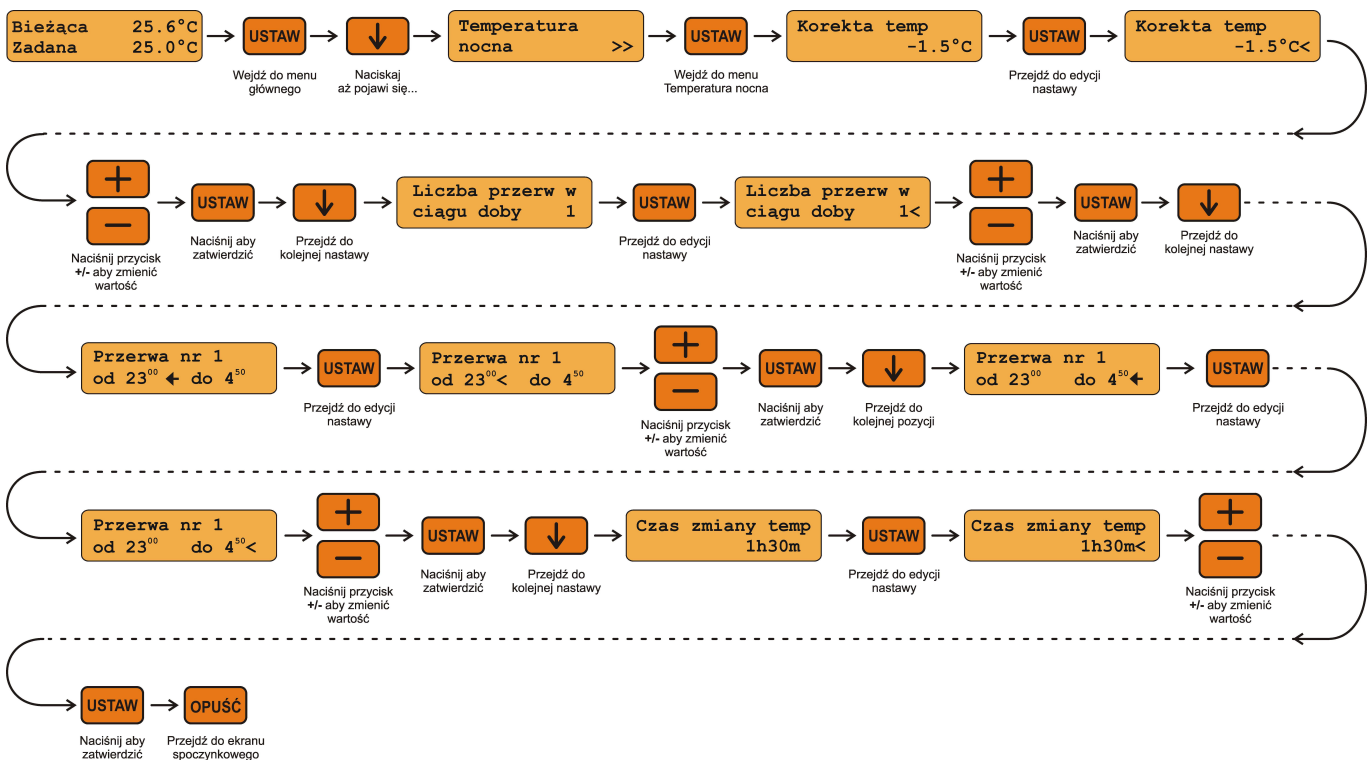 Bieżąca 25.6°C
Zadana 25.0°C
USTAW
Wejdź do menu
głównego
Naciskaj
aż pojawi się...
Temperatura
nocna >>
USTAW
Wejdź do menu
Temperatura nocna
Korekta temp
-1.5°C
USTAW
Przejdź do edycji
nastawy
Korekta temp
-1.5°C<
Naciśnij przycisk
+/- aby zmienić
wartość
USTAW
Naciśnij aby
zatwierdzić
Przejdź do
kolejnej nastawy
Liczba przerw w
ciągu doby 1
USTAW
Przejdź do edycji
nastawy
Liczba przerw w
ciągu doby 1<
Naciśnij przycisk
+/- aby zmienić
wartość
USTAW
Naciśnij aby
zatwierdzić
Przejdź do
kolejnej nastawy
Przerwa nr 1
od 23⁰⁰ ← do 4⁵⁰
USTAW
Przejdź do edycji
nastawy
Przerwa nr 1
od 23⁰⁰< do 4⁵⁰
Naciśnij przycisk
+/- aby zmienić
wartość
USTAW
Naciśnij aby
zatwierdzić
Przejdź do
kolejnej pozycji
Przerwa nr 1
od 23⁰⁰ do 4⁵⁰←
USTAW
Przejdź do edycji
nastawy
Przerwa nr 1
od 23⁰⁰ do 4⁵⁰<
Naciśnij przycisk
+/- aby zmienić
wartość
USTAW
Naciśnij aby
zatwierdzić
Przejdź do
kolejnej nastawy
Czas zmiany temp
1h30m
USTAW
Przejdź do edycji
nastawy
Czas zmiany temp
1h30m<
Naciśnij przycisk
+/- aby zmienić
wartość
USTAW
Naciśnij aby
zatwierdzić
OPUŚĆ
Przejdź do ekranu
spoczynkowego